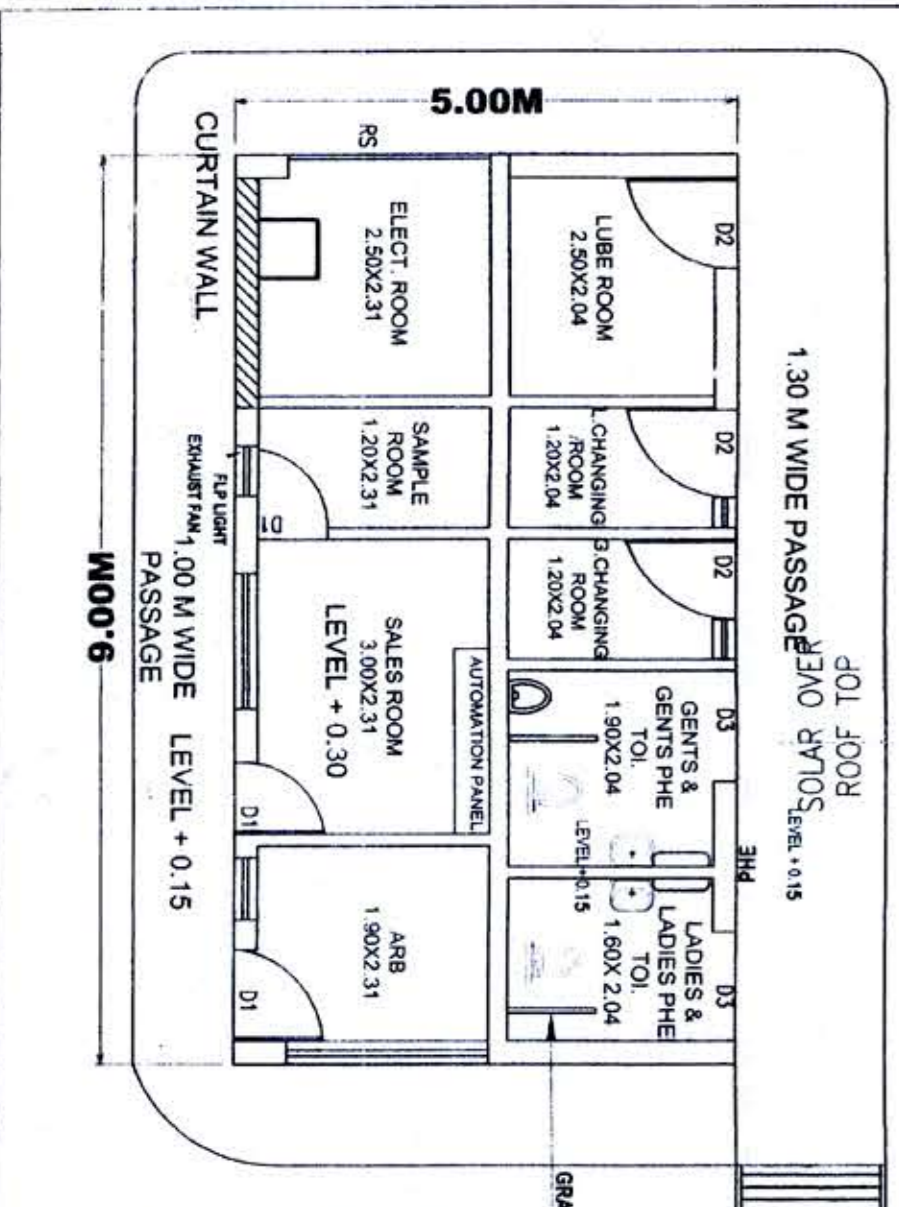 5.00M
RS
CURTAIN WALL
ELECT. ROOM
2.50X2.31
LUBE ROOM
2.50X2.04
D2
1.30 M WIDE PASSAGE
SOLAR OVER
ROOF TOP
LEVEL + 0.15
SAMPLE
ROOM
1.20X2.31
L.CHANGING
/ROOM
1.20X2.04
D2
EXHAUST FAN
FLP LIGHT
D1
G.CHANGING
ROOM
1.20X2.04
D2
9.00M
1.00 M WIDE
PASSAGE
LEVEL + 0.15
SALES ROOM
3.00X2.31
LEVEL + 0.30
AUTOMATION PANEL
D1
GENTS &
GENTS PHE
TOI.
1.90X2.04
D3
LEVEL+0.15
PHE
ARB
1.90X2.31
D1
LADIES &
LADIES PHE
TOI.
1.60X 2.04
D3
GRA